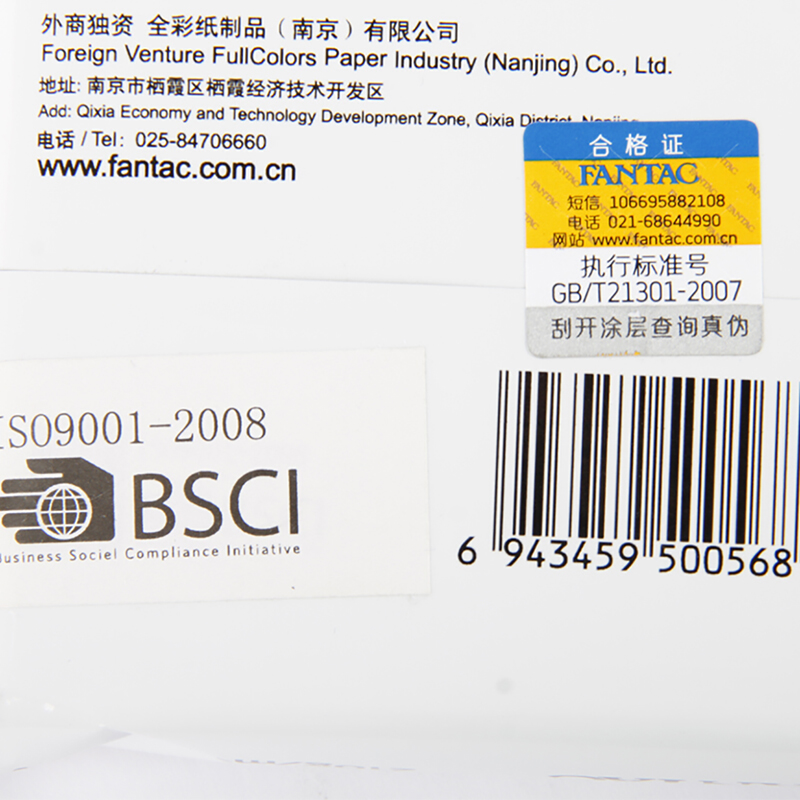 外商独资 全彩纸制品（南京）有限公司
Foreign Venture FullColors Paper Industry (Nanjing) Co., Ltd.
地址: 南京市栖霞区栖霞经济技术开发区
Add: Qixia Economy and Technology Development Zone, Qixia District, Nanjing
电话 / Tel: 025-84706660
www.fantac.com.cn
合格证
FANTAC
短信 106695882108
电话 021-68644990
网站 www.fantac.com.cn
执行标准号
GB/T21301-2007
刮开涂层查询真伪
ISO9001-2008
BSCI
Business Sociel Compliance Initiative
6 943459 500568